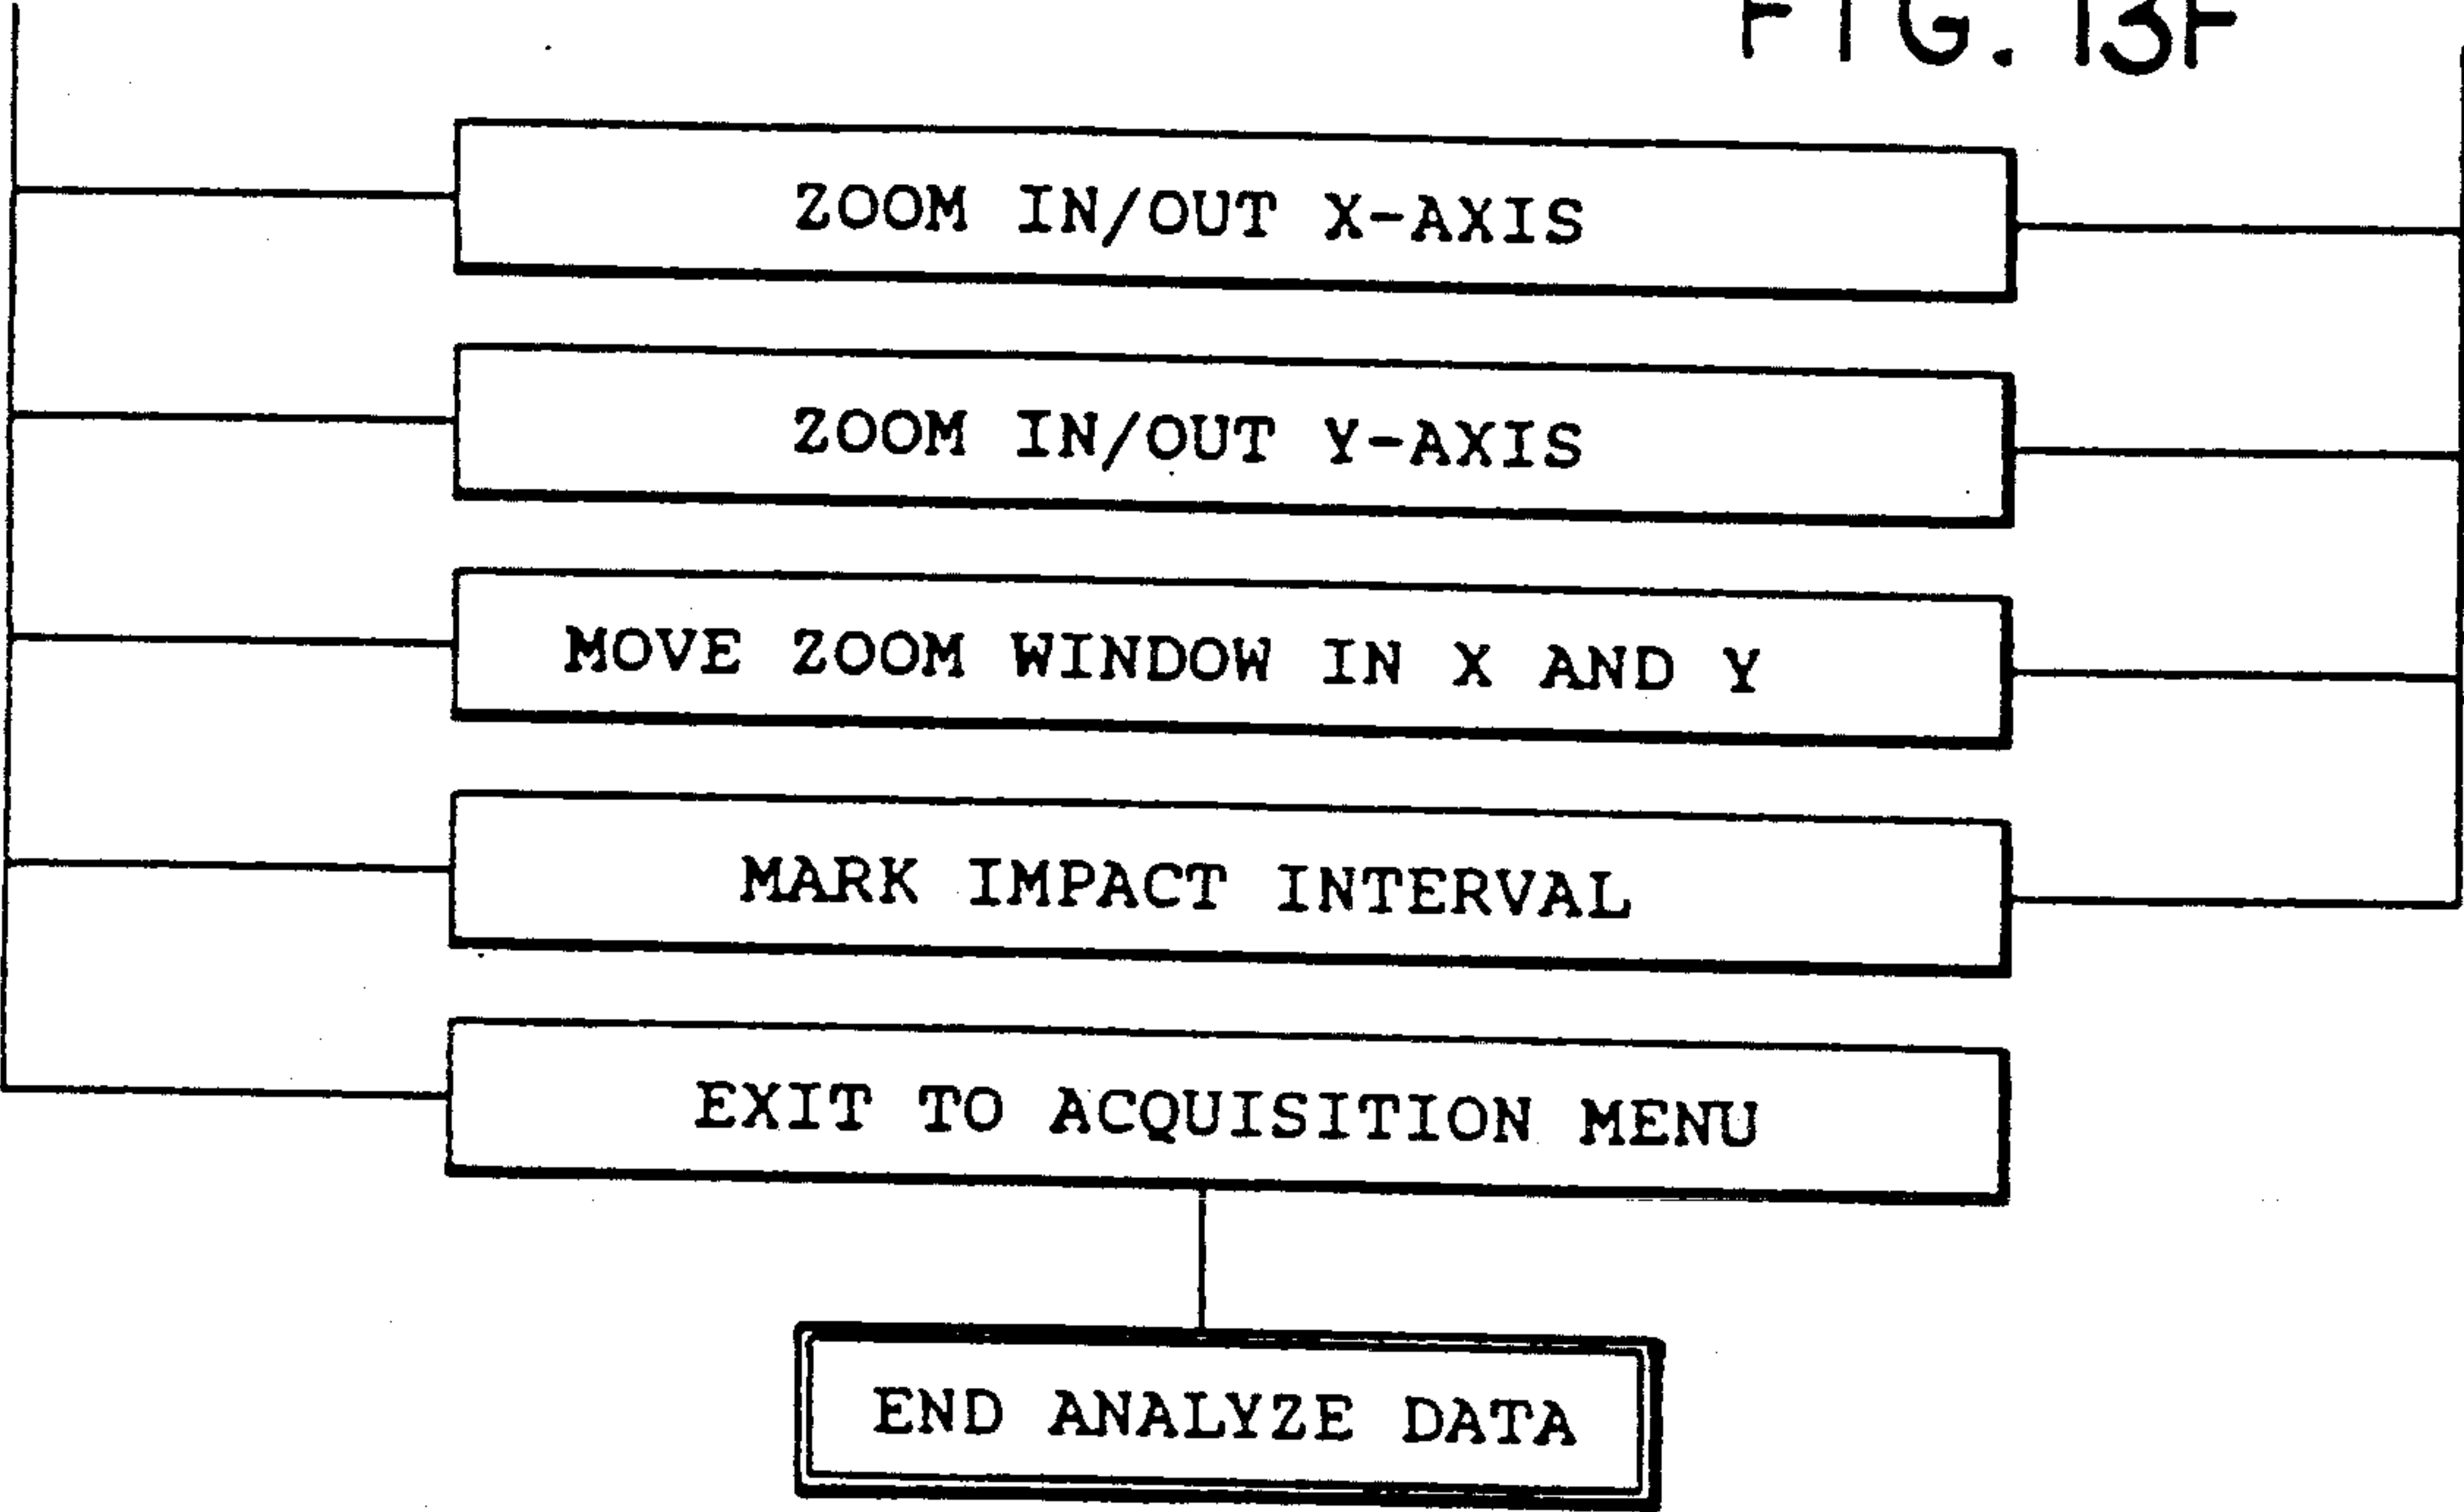 FIG. 13F
ZOOM IN/OUT X-AXIS
ZOOM IN/OUT Y-AXIS
MOVE ZOOM WINDOW IN X AND Y
MARK IMPACT INTERVAL
EXIT TO ACQUISITION MENU
END ANALYZE DATA